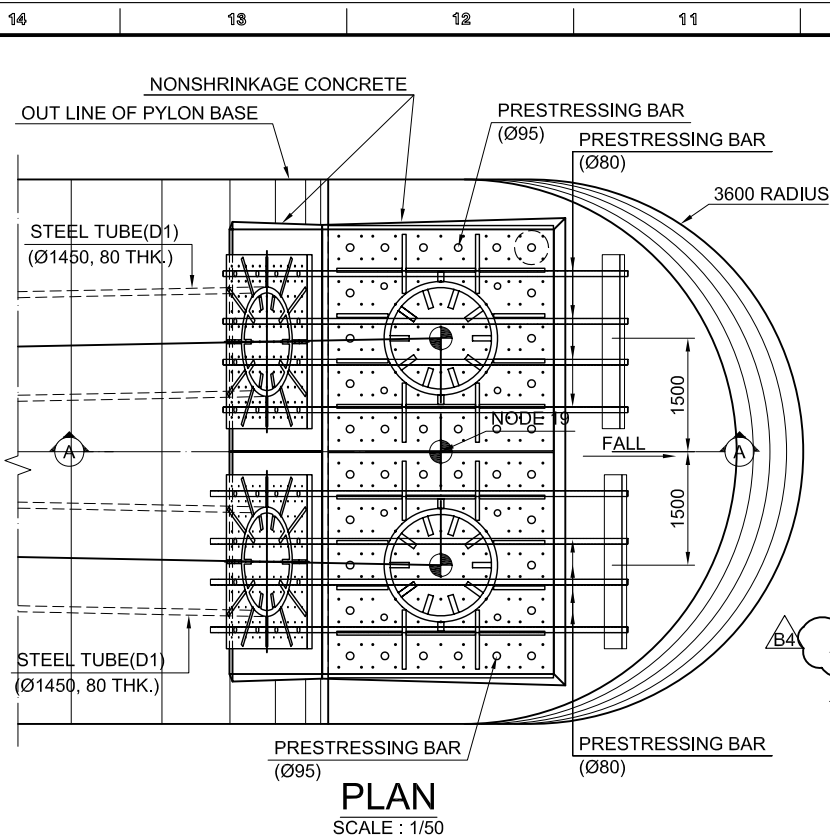 14 13 12 11
NONSHRINKAGE CONCRETE
OUT LINE OF PYLON BASE
PRESTRESSING BAR
(Ø95)
PRESTRESSING BAR
(Ø80)
3600 RADIUS
STEEL TUBE(D1)
(Ø1450, 80 THK.)
1500
NODE 19
A
FALL
A
1500
B4
STEEL TUBE(D1)
(Ø1450, 80 THK.)
PRESTRESSING BAR
(Ø95)
PRESTRESSING BAR
(Ø80)
PLAN
SCALE : 1/50